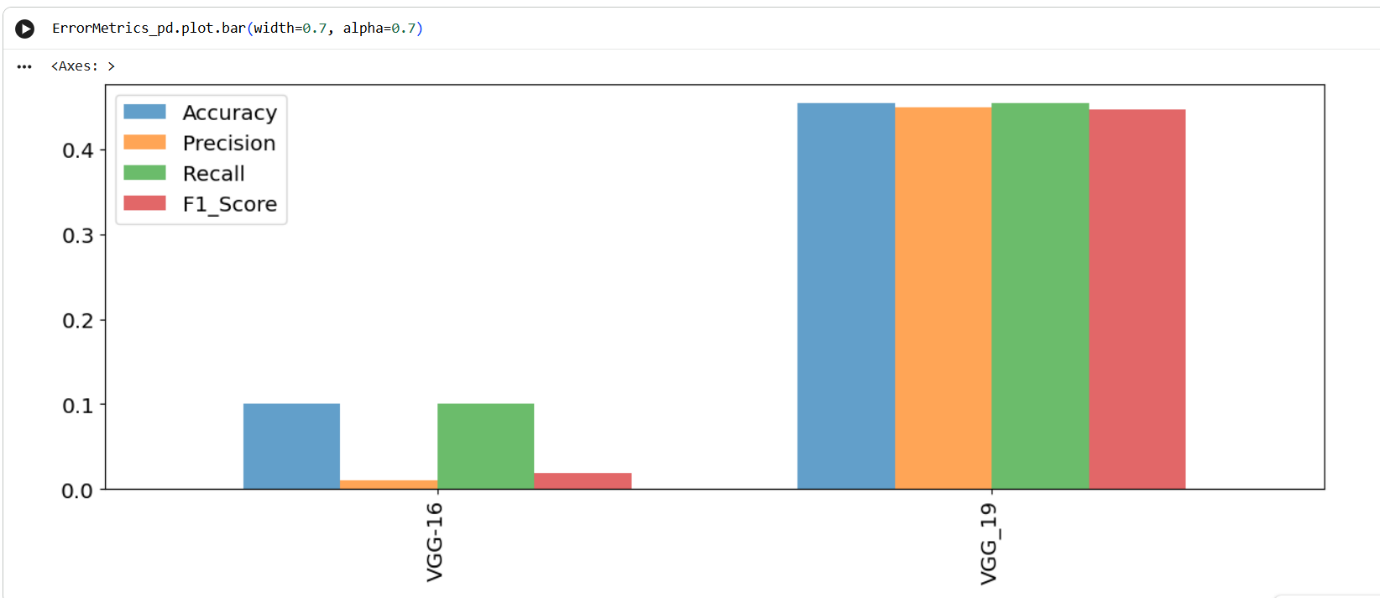 ErrorMetrics_pd.plot.bar(width=0.7, alpha=0.7)
<Axes: >
Accuracy
Precision
Recall
F1_Score
0.4
0.3
0.2
0.1
0.0
VGG-16
VGG_19